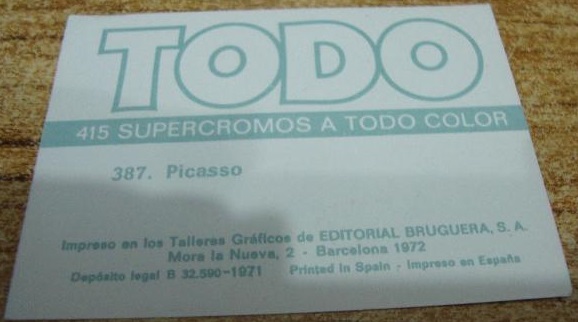 TODO
415 SUPERCROMOS A TODO COLOR
387. Picasso
Impreso en los Talleres Gráficos de EDITORIAL BRUGUERA, S. A.
Mora la Nueva, 2 - Barcelona 1972
Depósito legal B 32.590-1971 Printed in Spain - Impreso en España